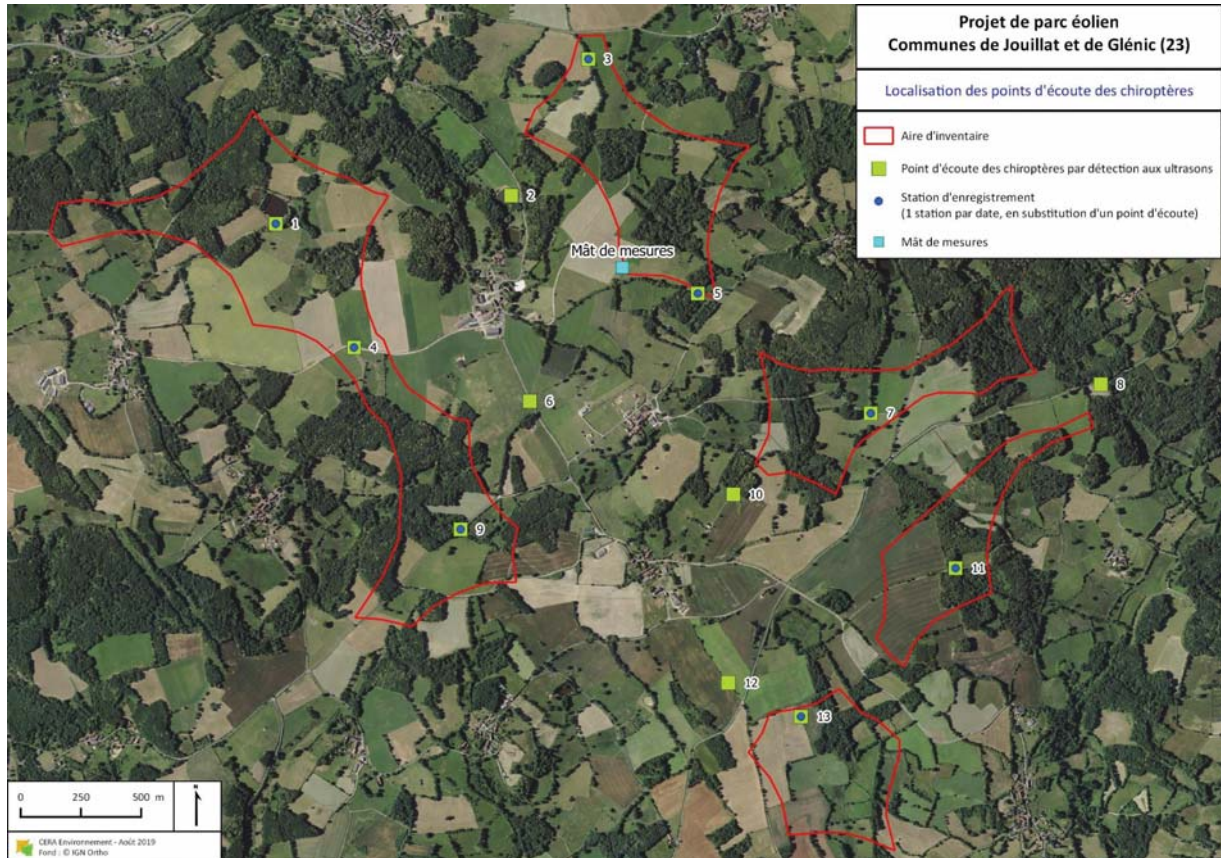 Projet de parc éolien
Communes de Jouillat et de Glénic (23)
Localisation des points d'écoute des chiroptères
Aire d'inventaire
Point d'écoute des chiroptères par détection aux ultrasons
Station d'enregistrement
(1 station par date, en substitution d'un point d'écoute)
Mât de mesures
3
2
1
Mât de mesures
5
4
8
6
7
10
9
11
12
13
0 250 500 m
N
CERA Environnement - Août 2019
Fond : © IGN Ortho